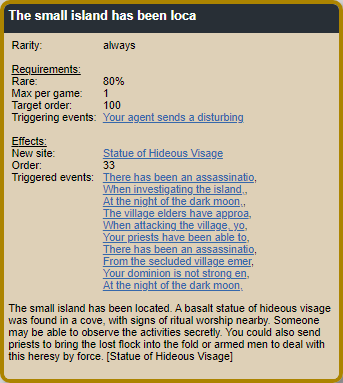 The small island has been loca
Rarity: always
Requirements:
Rare: 80%
Max per game: 1
Target order: 100
Triggering events: Your agent sends a disturbing
Effects:
New site: Statue of Hideous Visage
Order: 33
Triggered events: There has been an assassinatio,
When investigating the island,,
At the night of the dark moon,,
The village elders have approa,
When attacking the village, yo,
Your priests have been able to,
There has been an assassinatio,
From the secluded village emer,
Your dominion is not strong en,
At the night of the dark moon,
The small island has been located. A basalt statue of hideous visage
was found in a cove, with signs of ritual worship nearby. Someone
may be able to observe the activities secretly. You could also send
priests to bring the lost flock into the fold or armed men to deal with
this heresy by force. [Statue of Hideous Visage]